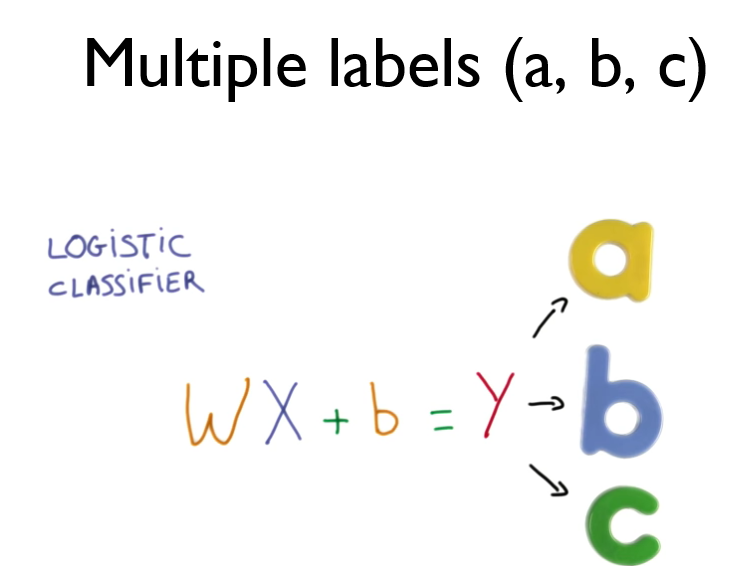 Multiple labels (a, b, c)
LOGISTIC
CLASSIFIER
WX + b = Y
a
b
c